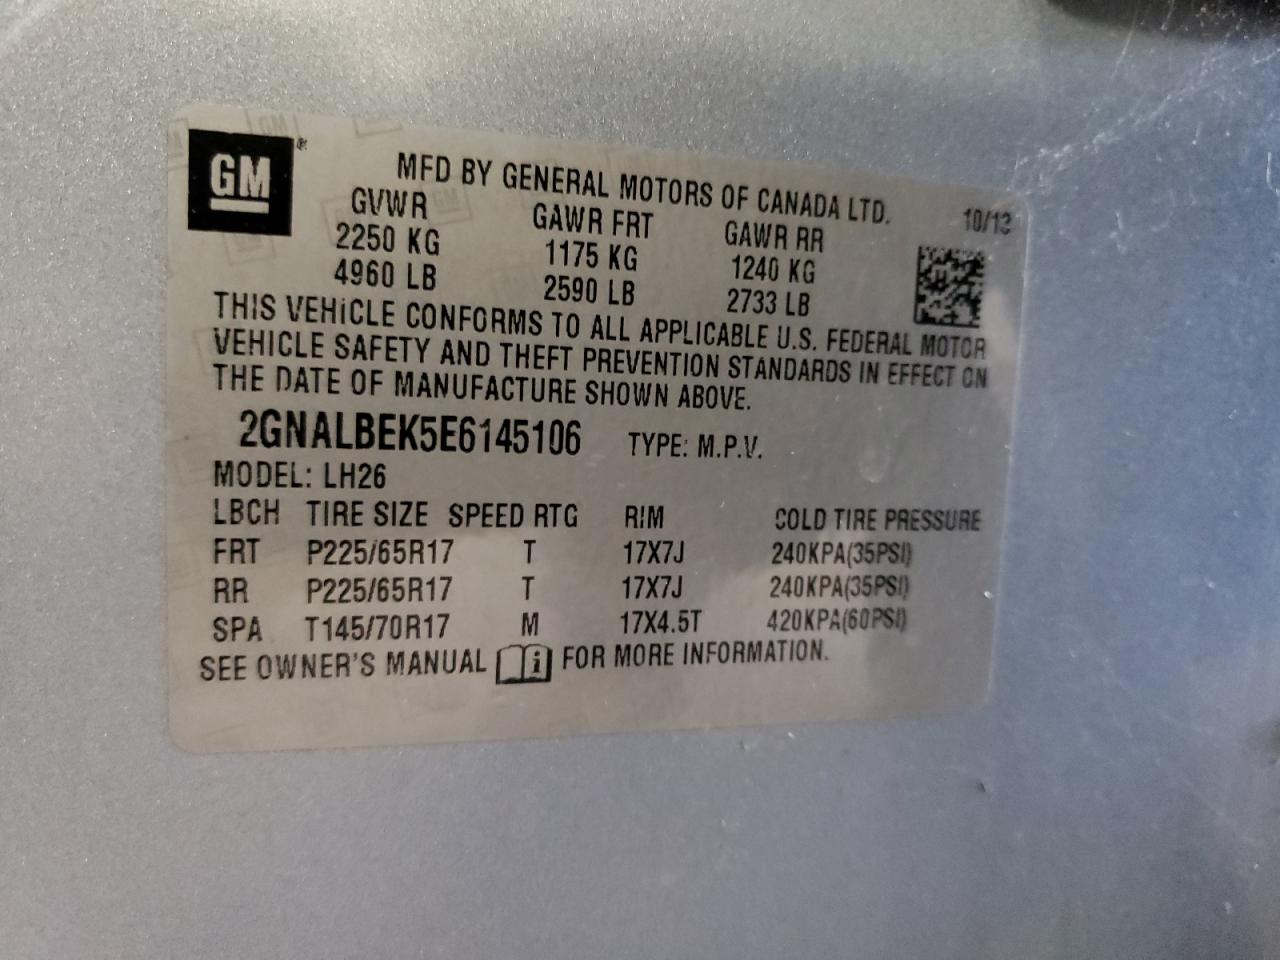 GM ®
MFD BY GENERAL MOTORS OF CANADA LTD.
10/13
GVWR GAWR FRT GAWR RR
2250 KG 1175 KG 1240 KG
4960 LB 2590 LB 2733 LB
THIS VEHICLE CONFORMS TO ALL APPLICABLE U.S. FEDERAL MOTOR
VEHICLE SAFETY AND THEFT PREVENTION STANDARDS IN EFFECT ON
THE DATE OF MANUFACTURE SHOWN ABOVE.
2GNALBEK5E6145106 TYPE: M.P.V.
MODEL: LH26
LBCH TIRE SIZE SPEED RTG RIM COLD TIRE PRESSURE
FRT P225/65R17 T 17X7J 240KPA(35PSI)
RR P225/65R17 T 17X7J 240KPA(35PSI)
SPA T145/70R17 M 17X4.5T 420KPA(60PSI)
SEE OWNER'S MANUAL i FOR MORE INFORMATION.